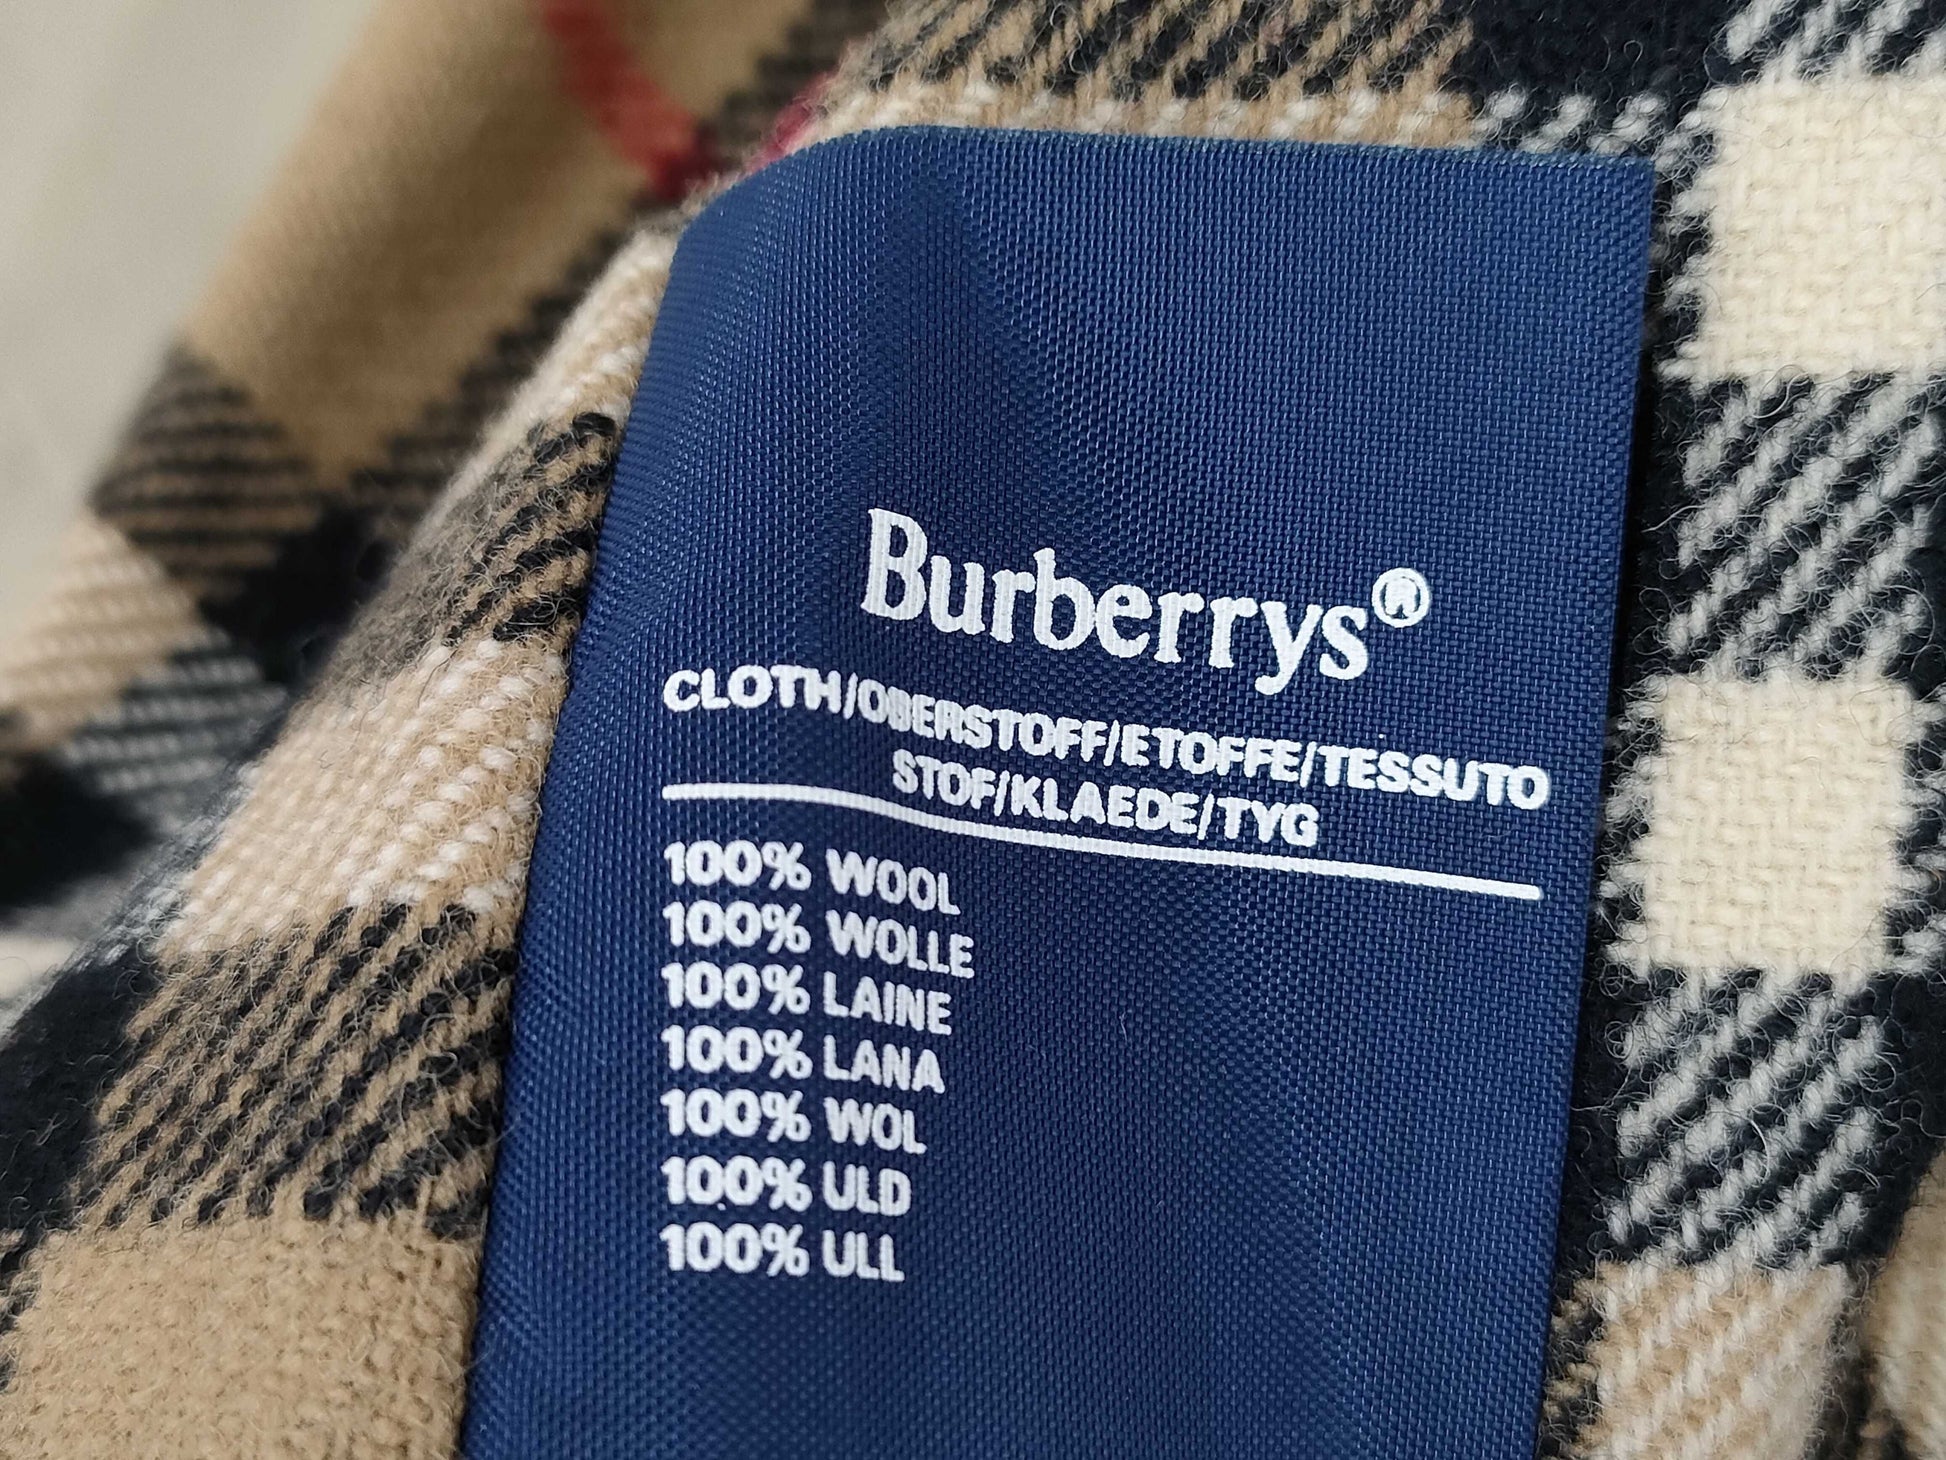 Burberrys®
CLOTH/OBERSTOFF/ETOFFE/TESSUTO
STOF/KLAEDE/TYG
100% WOOL
100% WOLLE
100% LAINE
100% LANA
100% WOL
100% ULD
100% ULL